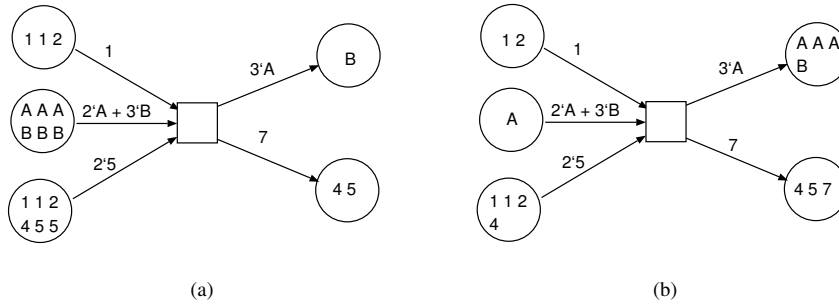 1 1 2
1
3‘A
B
A A A
B B B
2‘A + 3‘B
2‘5
7
1 1 2
4 5 5
4 5
(a)
1 2
1
3‘A
A A A
B
A
2‘A + 3‘B
2‘5
7
1 1 2
4
4 5 7
(b)